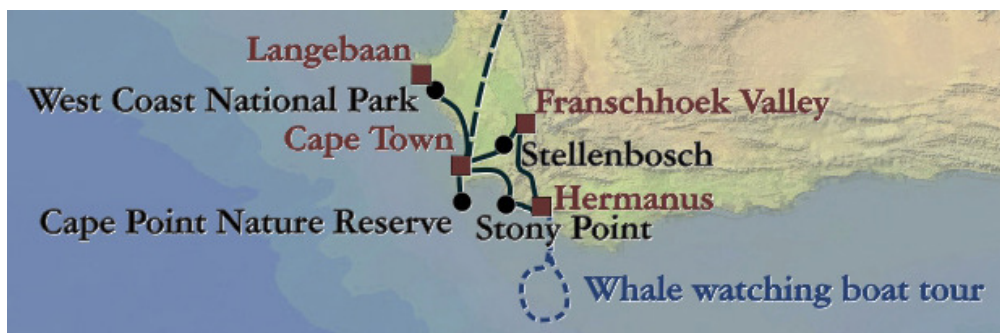 Langebaan
West Coast National Park
Franschhoek Valley
Cape Town
Stellenbosch
Hermanus
Cape Point Nature Reserve
Stony Point
Whale watching boat tour